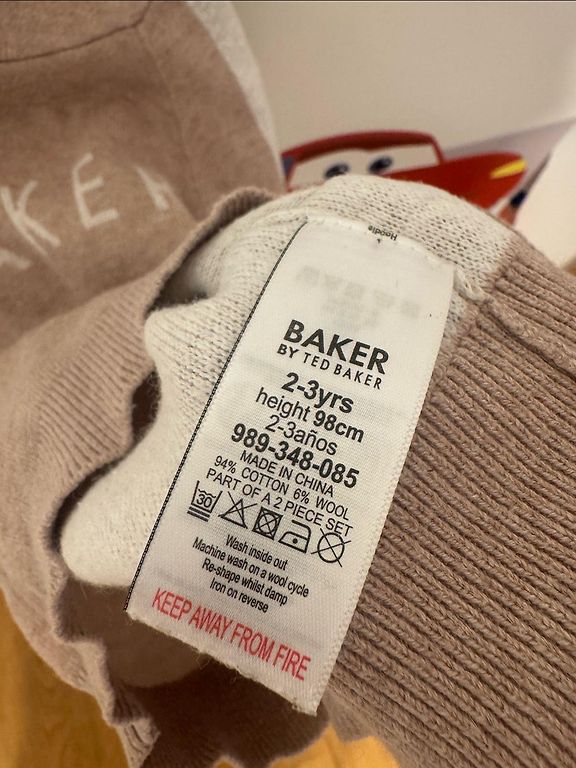 BAKER
Hoodie
BAKER
BY TED BAKER
2-3yrs
height 98cm
2-3años
989-348-085
MADE IN CHINA
94% COTTON 6% WOOL
PART OF A 2 PIECE SET
30
Wash inside out
Machine wash on a wool cycle
Re-shape whilst damp
Iron on reverse
KEEP AWAY FROM FIRE